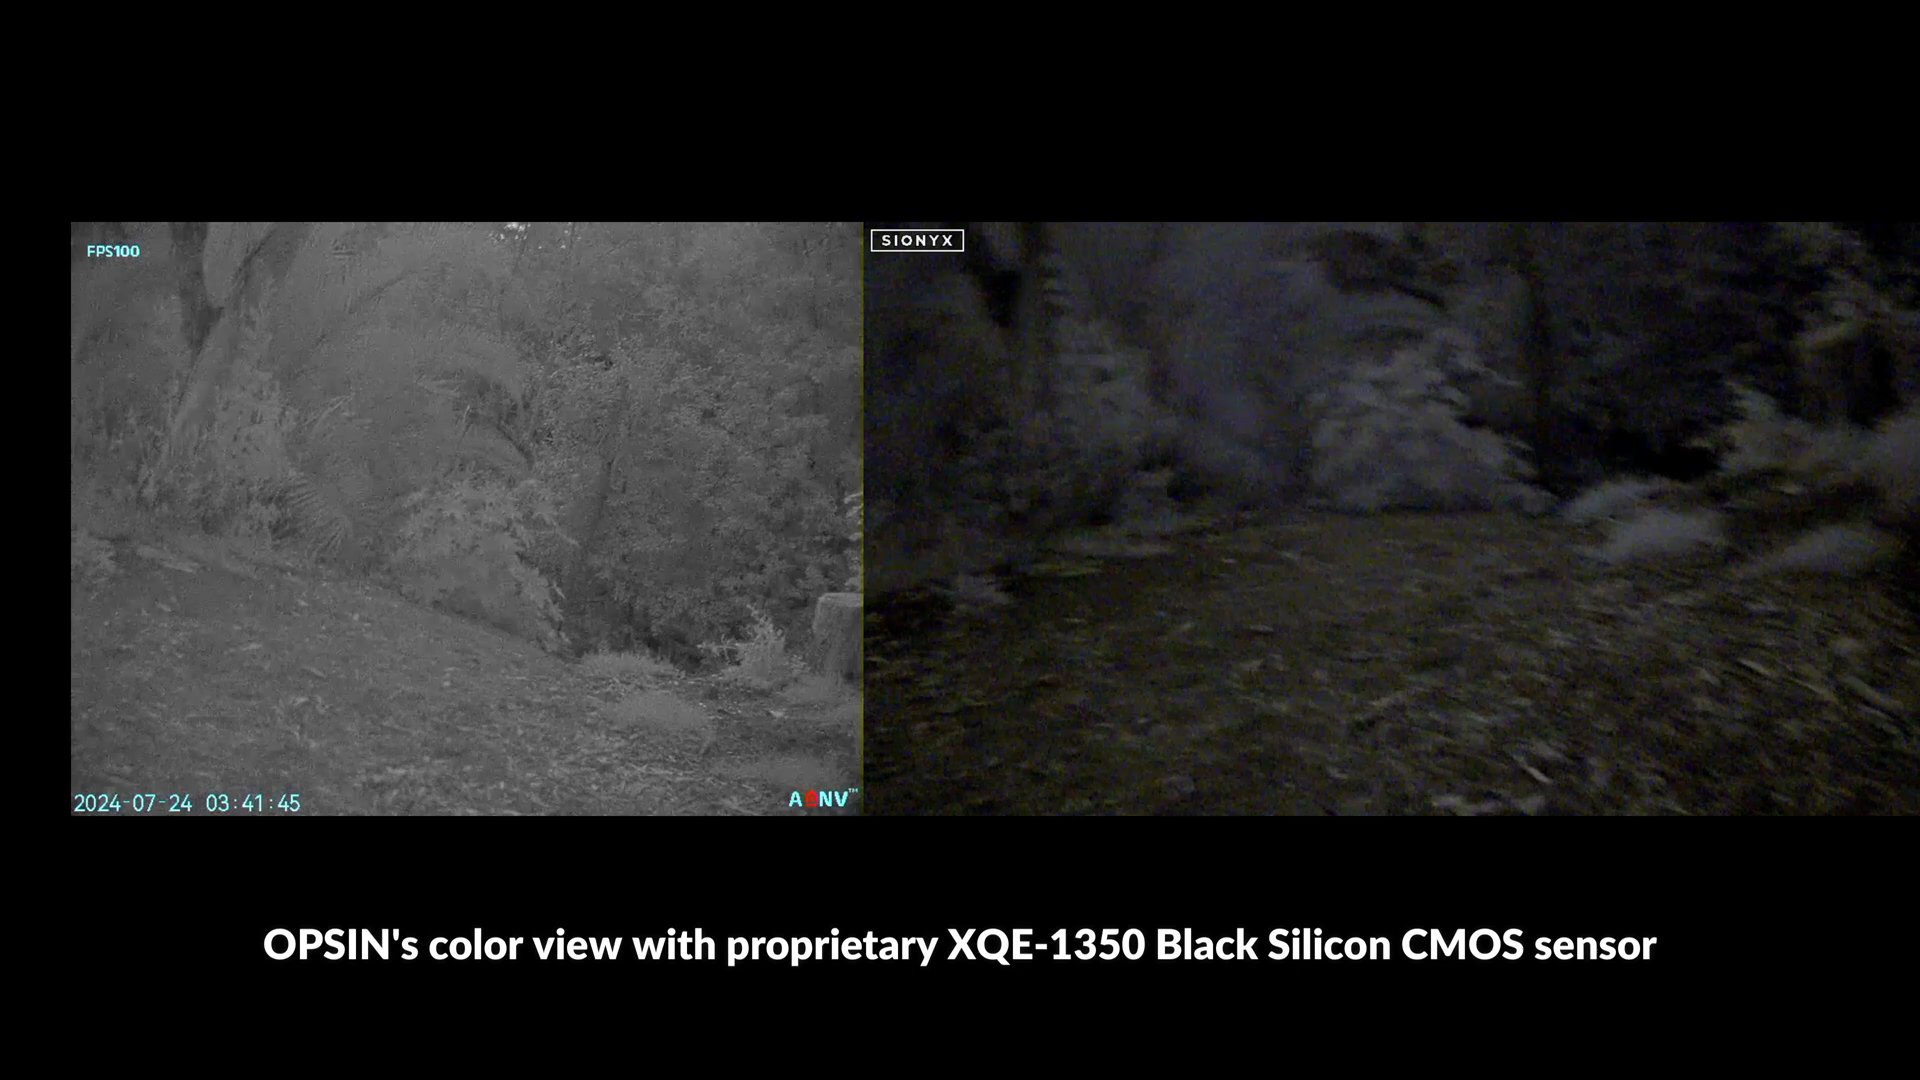 FPS100
SIONYX
2024-07-24 03:41:45
ANV™
OPSIN's color view with proprietary XQE-1350 Black Silicon CMOS sensor